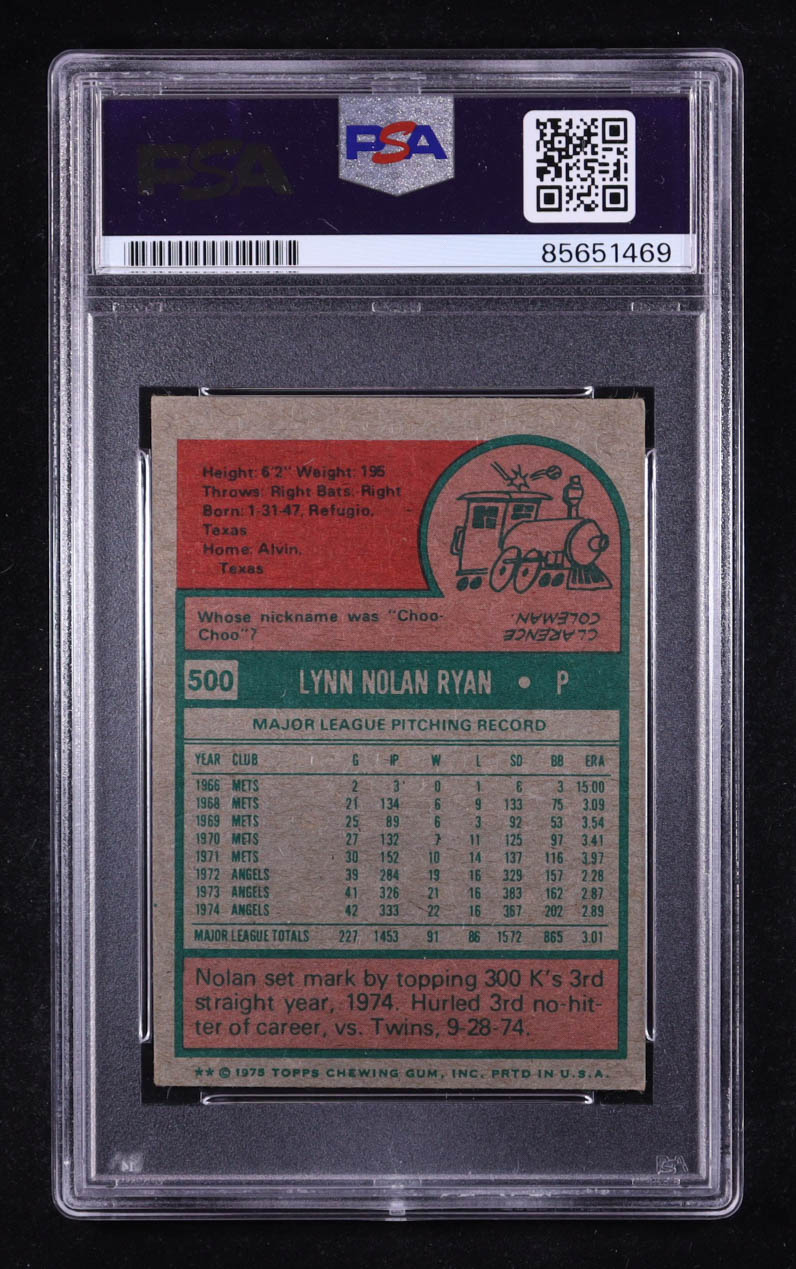 PSA
PSA
85651469
Height: 6'2" Weight: 195
Throws: Right Bats: Right
Born: 1-31-47, Refugio,
Texas
Home: Alvin,
Texas
Whose nickname was "Choo-
Choo"?
CLARENCE
COLEMAN.
500 LYNN NOLAN RYAN • P
MAJOR LEAGUE PITCHING RECORD
YEAR CLUB G IP W L SO BB ERA
1966 METS 2 3 0 1 6 3 15.00
1968 METS 21 134 6 9 133 75 3.09
1969 METS 25 89 6 3 92 53 3.54
1970 METS 27 132 7 11 125 97 3.41
1971 METS 30 152 10 14 137 116 3.97
1972 ANGELS 39 284 19 16 329 157 2.28
1973 ANGELS 41 326 21 16 383 162 2.87
1974 ANGELS 42 333 22 16 367 202 2.89
MAJOR LEAGUE TOTALS 227 1453 91 86 1572 865 3.01
Nolan set mark by topping 300 K's 3rd
straight year, 1974. Hurled 3rd no-hit-
ter of career, vs. Twins, 9-28-74.
★★ © 1975 TOPPS CHEWING GUM, INC. PRTD IN U.S.A.
PSA